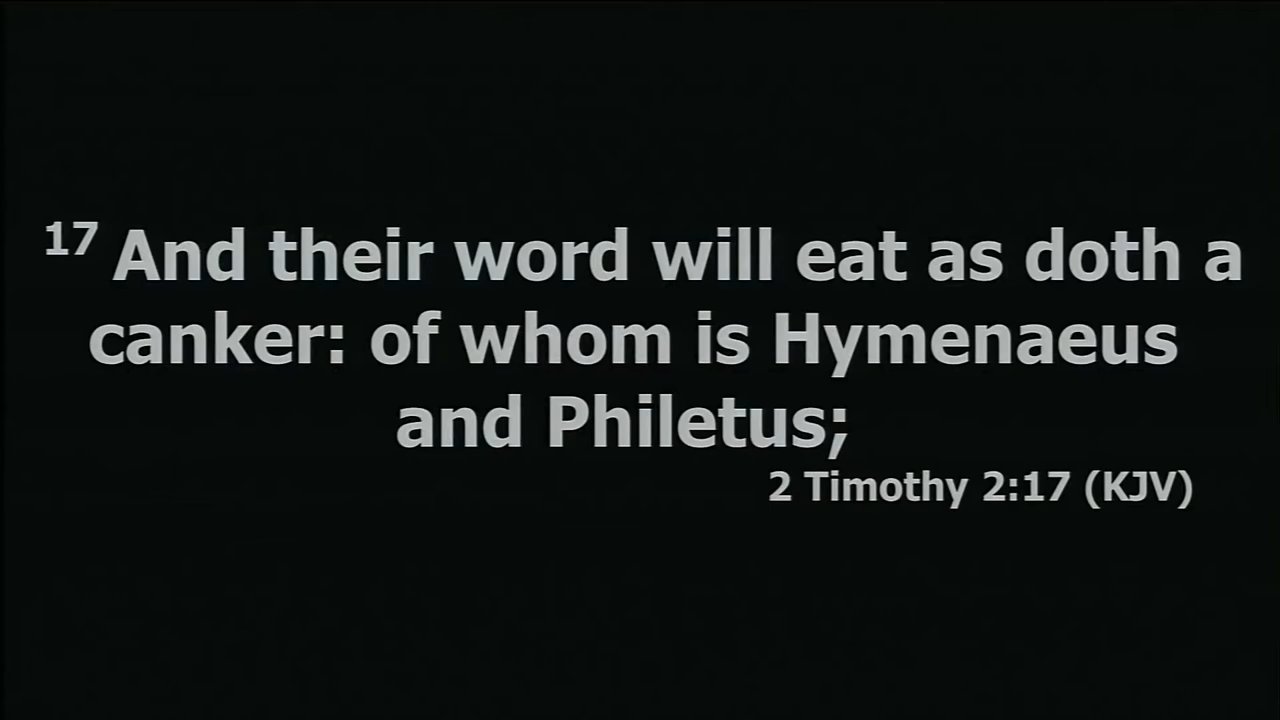 17 And their word will eat as doth a
canker: of whom is Hymenaeus
and Philetus;
2 Timothy 2:17 (KJV)